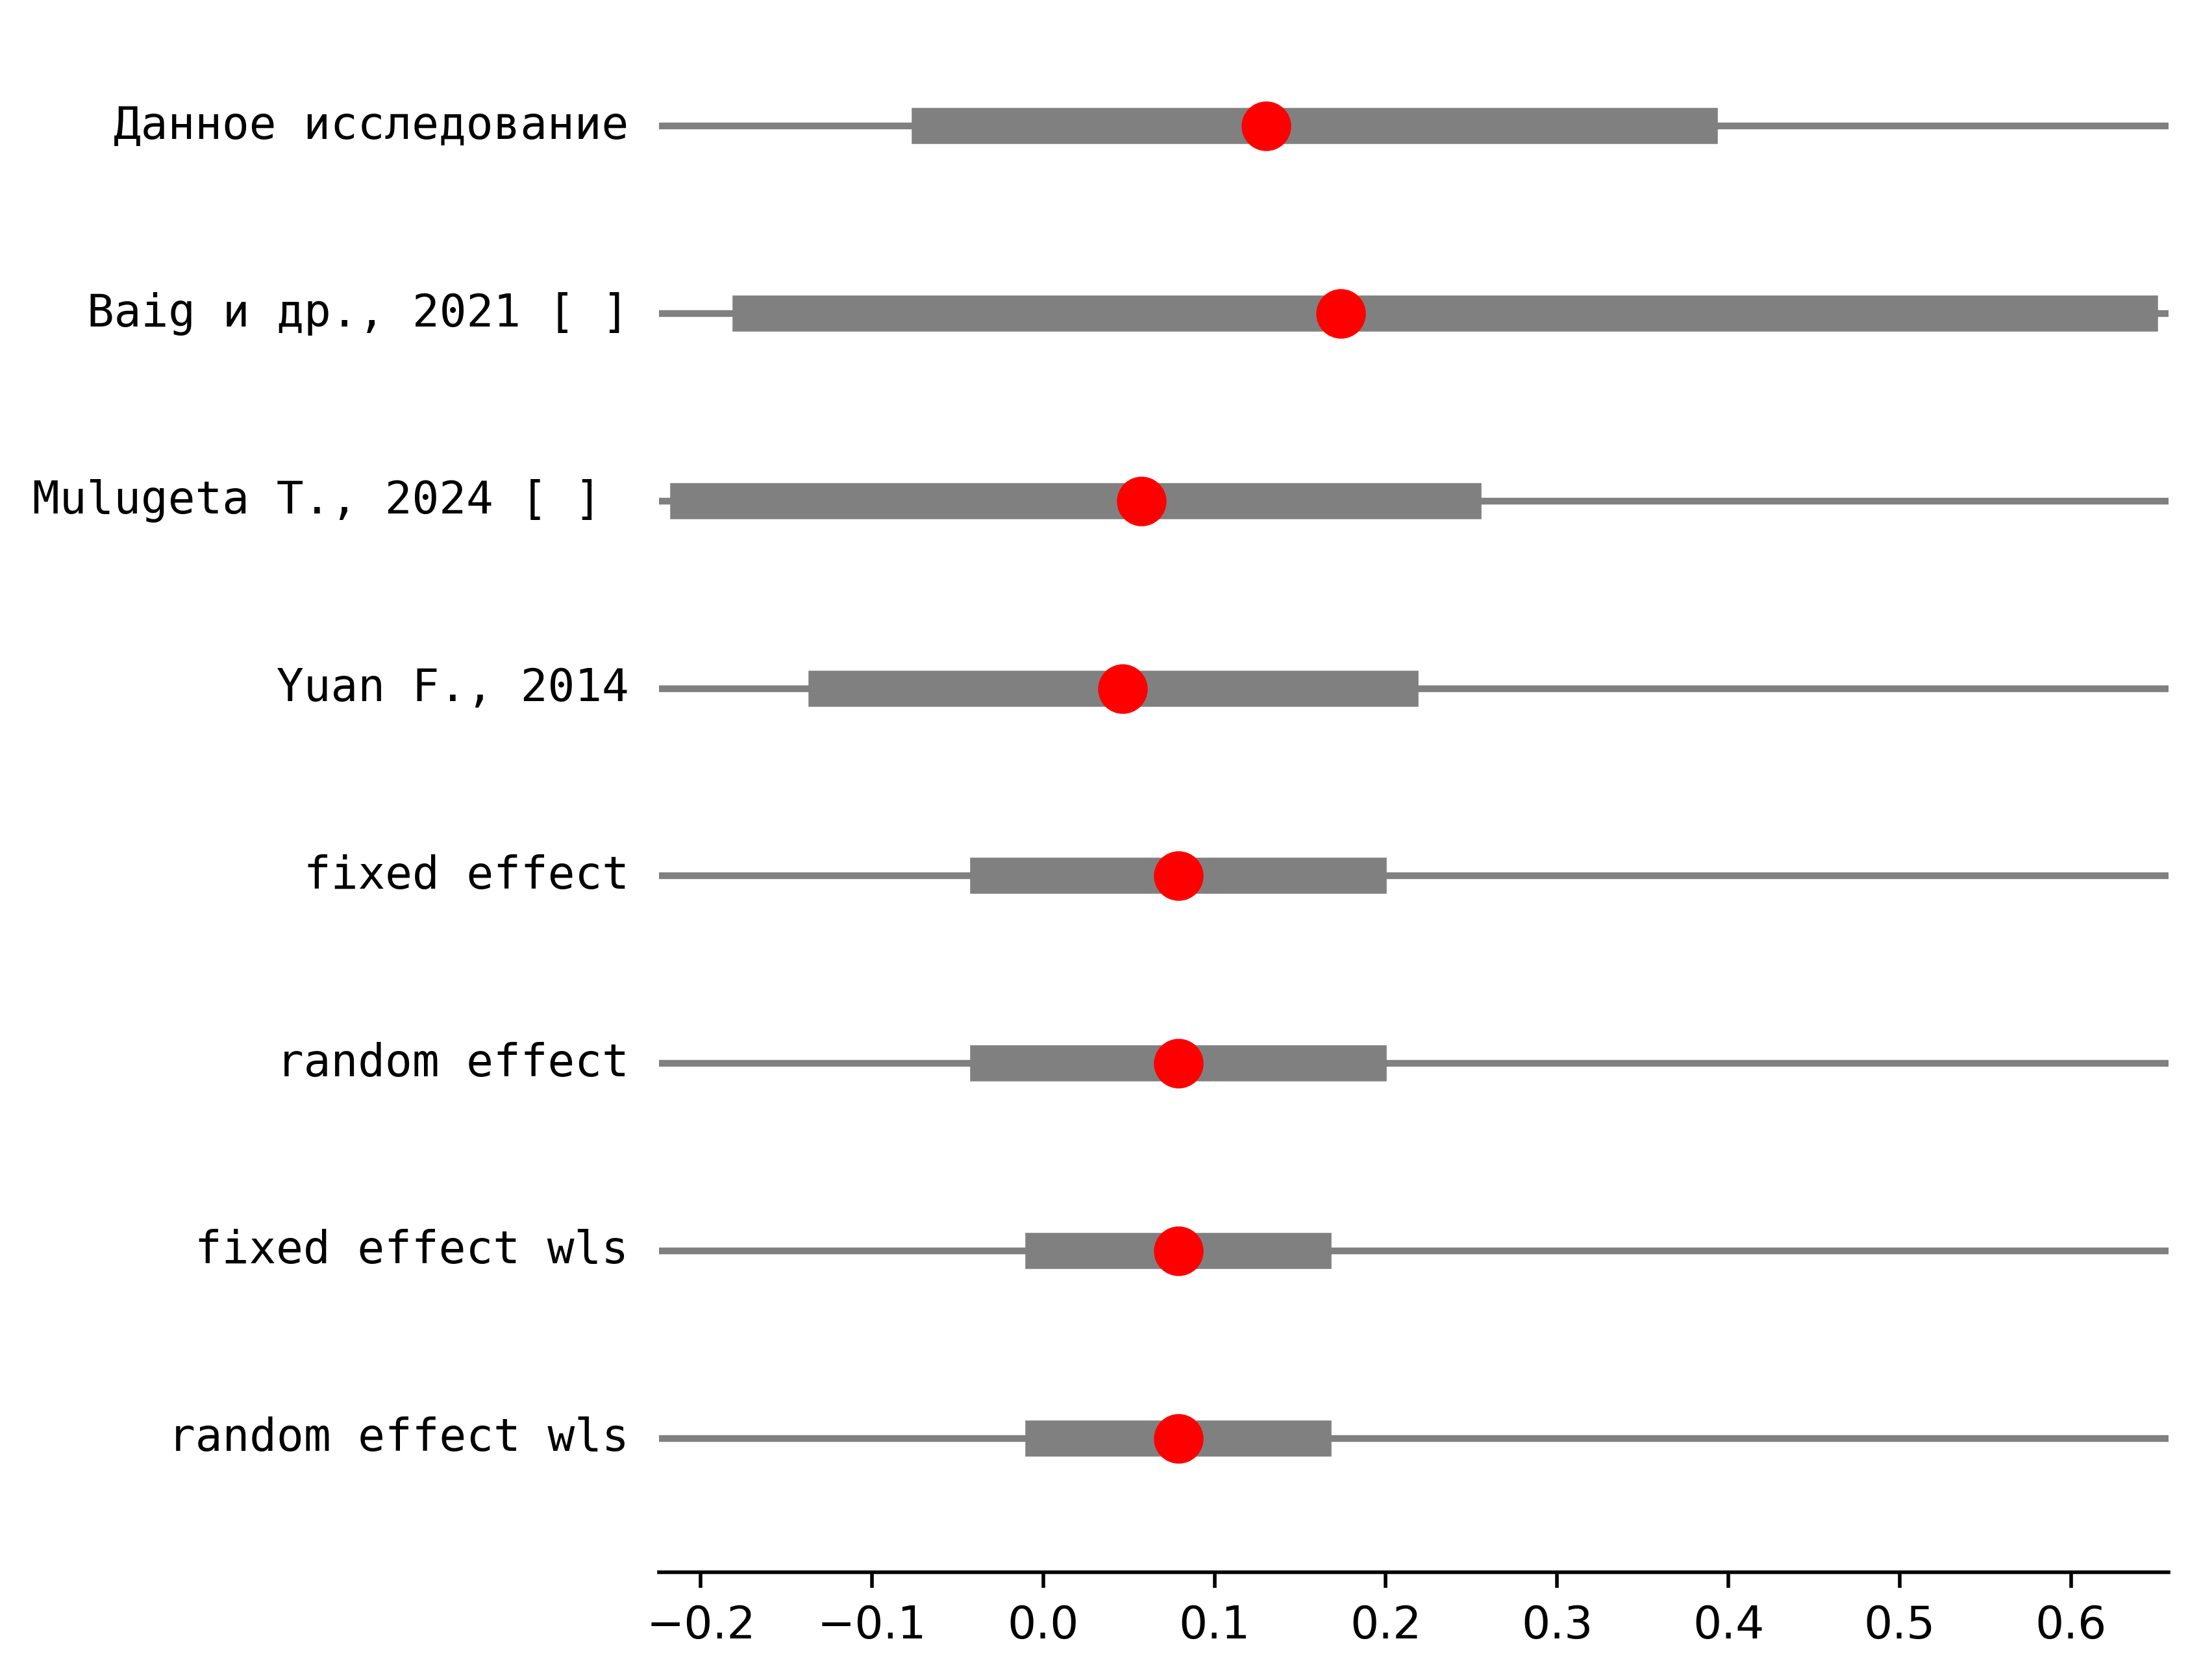 Данное исследование
Baig и др., 2021 [ ]
Mulugeta T., 2024 [ ]
Yuan F., 2014
fixed effect
random effect
fixed effect wls
random effect wls
−0.2 −0.1 0.0 0.1 0.2 0.3 0.4 0.5 0.6